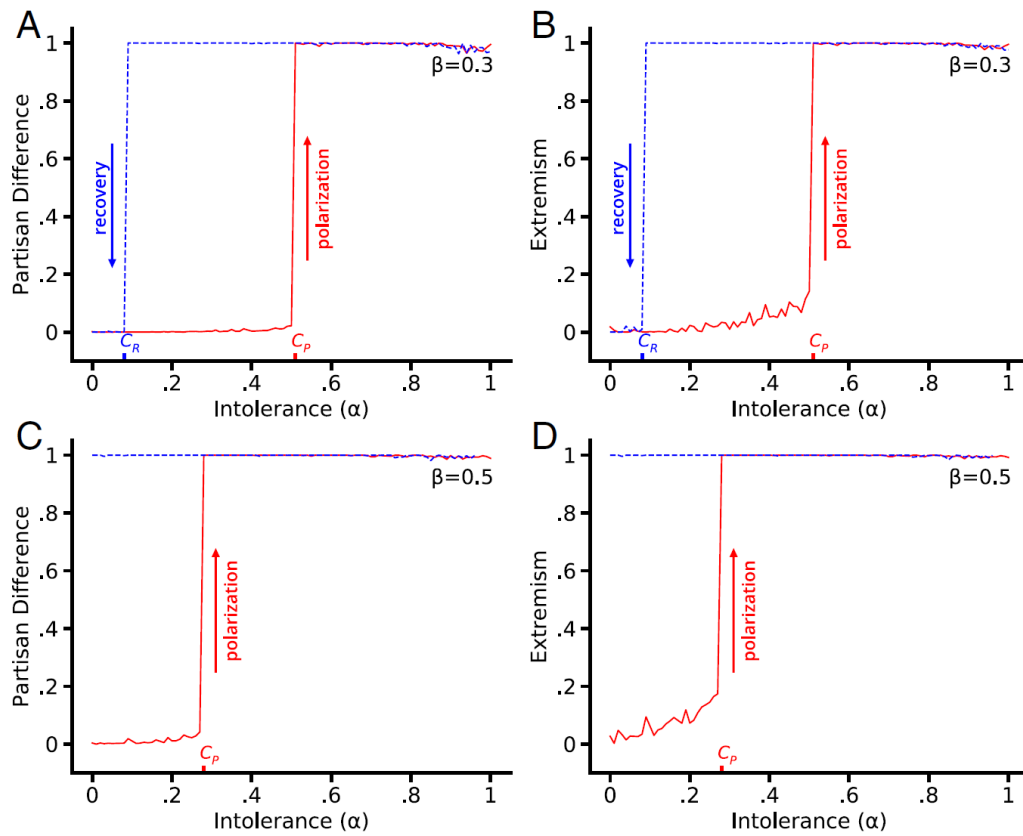 A
Partisan Difference
1
.8
.6
.4
.2
0
recovery
polarization
β=0.3
C_R
C_P
0 .2 .4 .6 .8 1
Intolerance (α)
B
Extremism
1
.8
.6
.4
.2
0
recovery
polarization
β=0.3
C_R
C_P
0 .2 .4 .6 .8 1
Intolerance (α)
C
Partisan Difference
1
.8
.6
.4
.2
0
polarization
β=0.5
C_P
0 .2 .4 .6 .8 1
Intolerance (α)
D
Extremism
1
.8
.6
.4
.2
0
polarization
β=0.5
C_P
0 .2 .4 .6 .8 1
Intolerance (α)